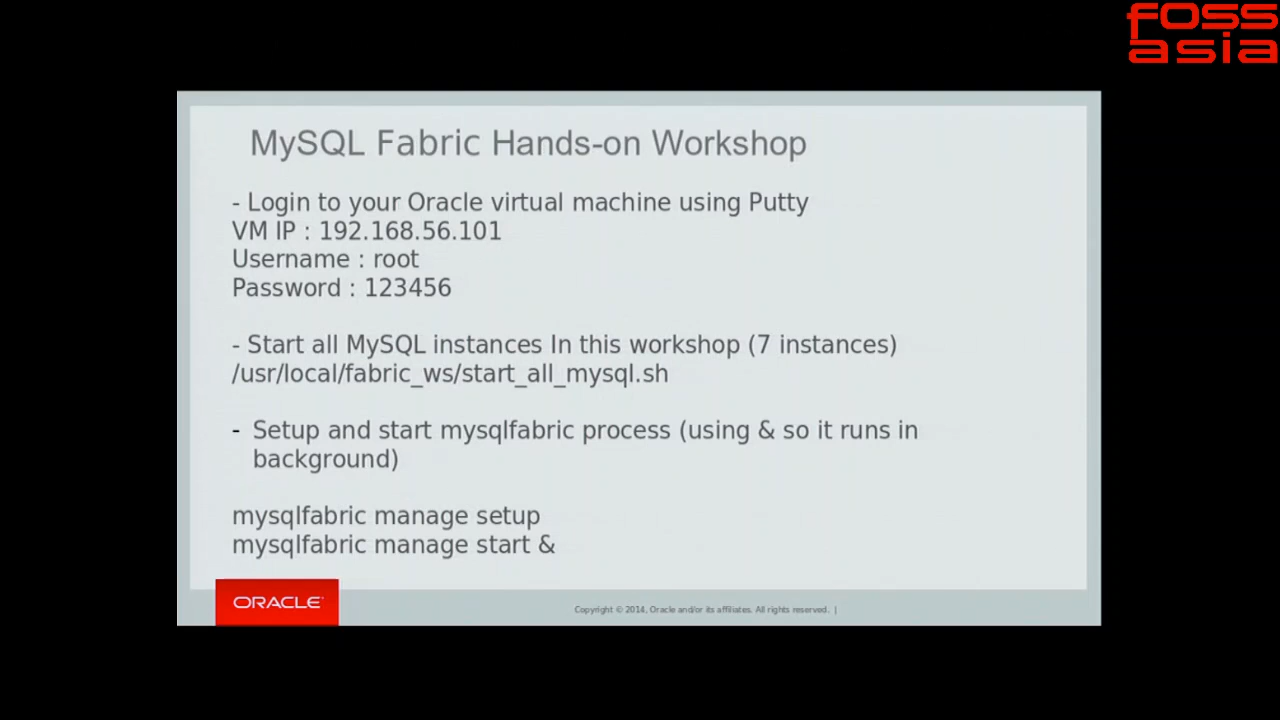 foss
asia
MySQL Fabric Hands-on Workshop
- Login to your Oracle virtual machine using Putty
VM IP : 192.168.56.101
Username : root
Password : 123456
- Start all MySQL instances In this workshop (7 instances)
/usr/local/fabric_ws/start_all_mysql.sh
- Setup and start mysqlfabric process (using & so it runs in
background)
mysqlfabric manage setup
mysqlfabric manage start &
ORACLE
Copyright © 2014, Oracle and/or its affiliates. All rights reserved. |